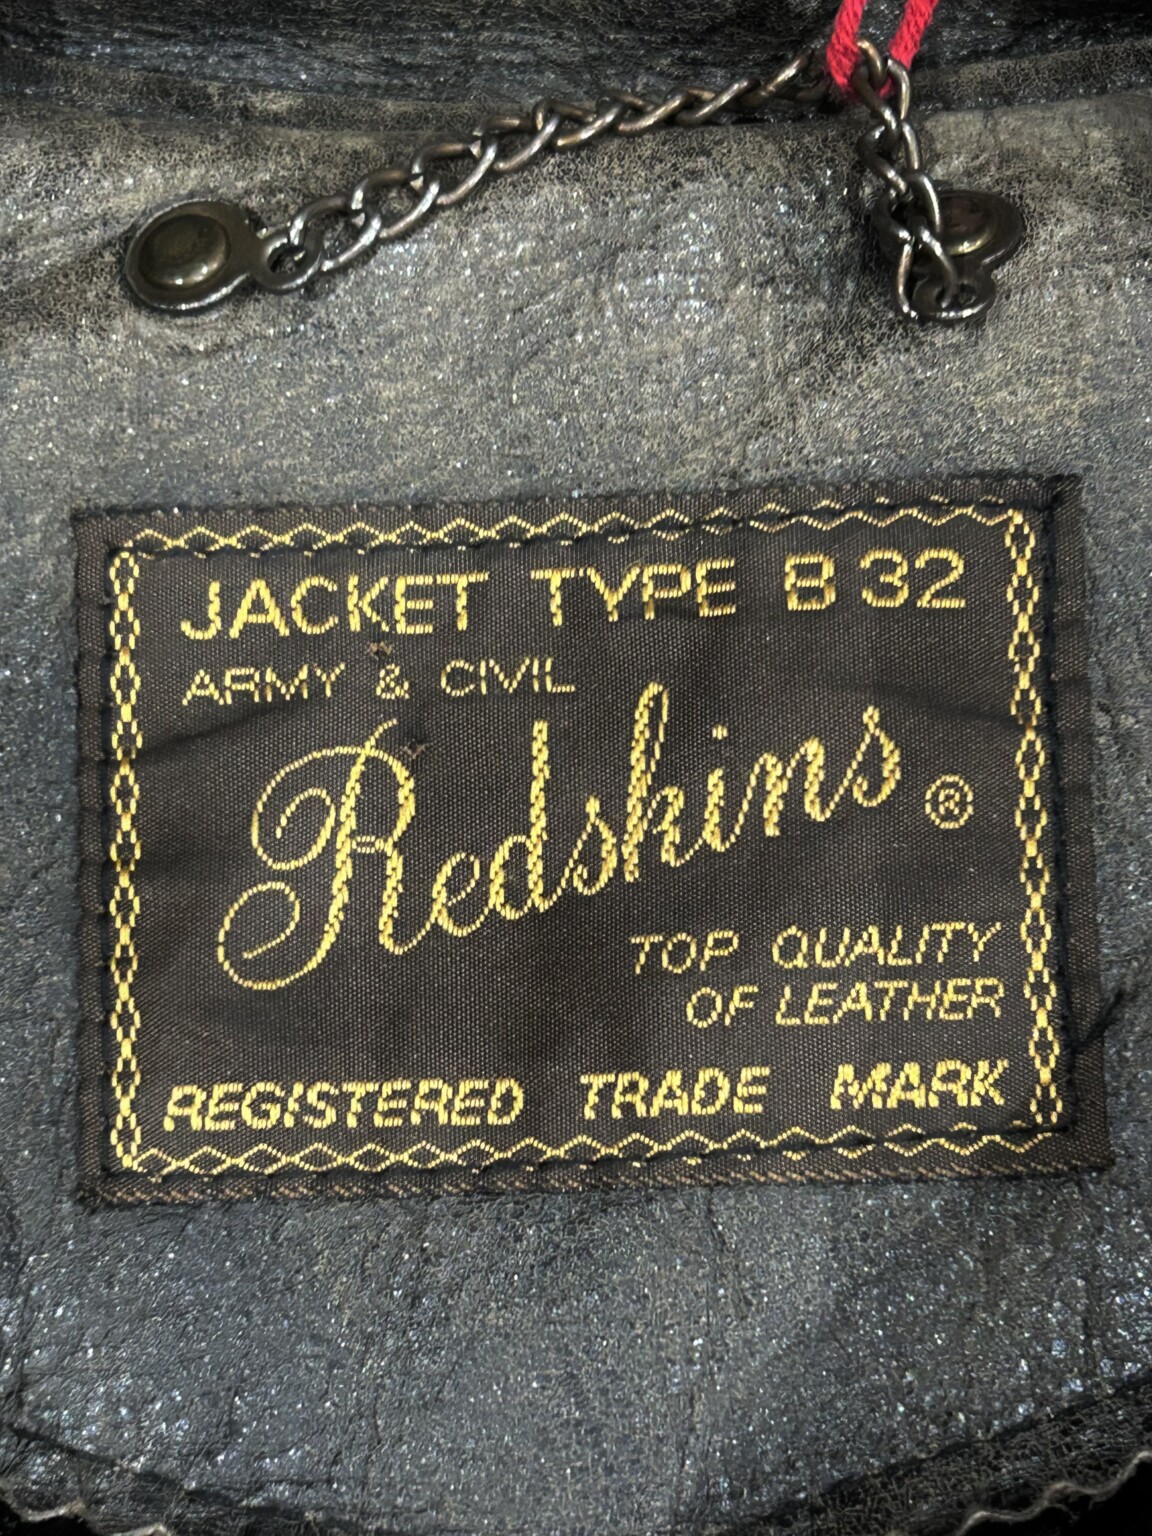 JACKET TYPE B 32
ARMY & CIVIL
Redskins ®
TOP QUALITY
OF LEATHER
REGISTERED TRADE MARK